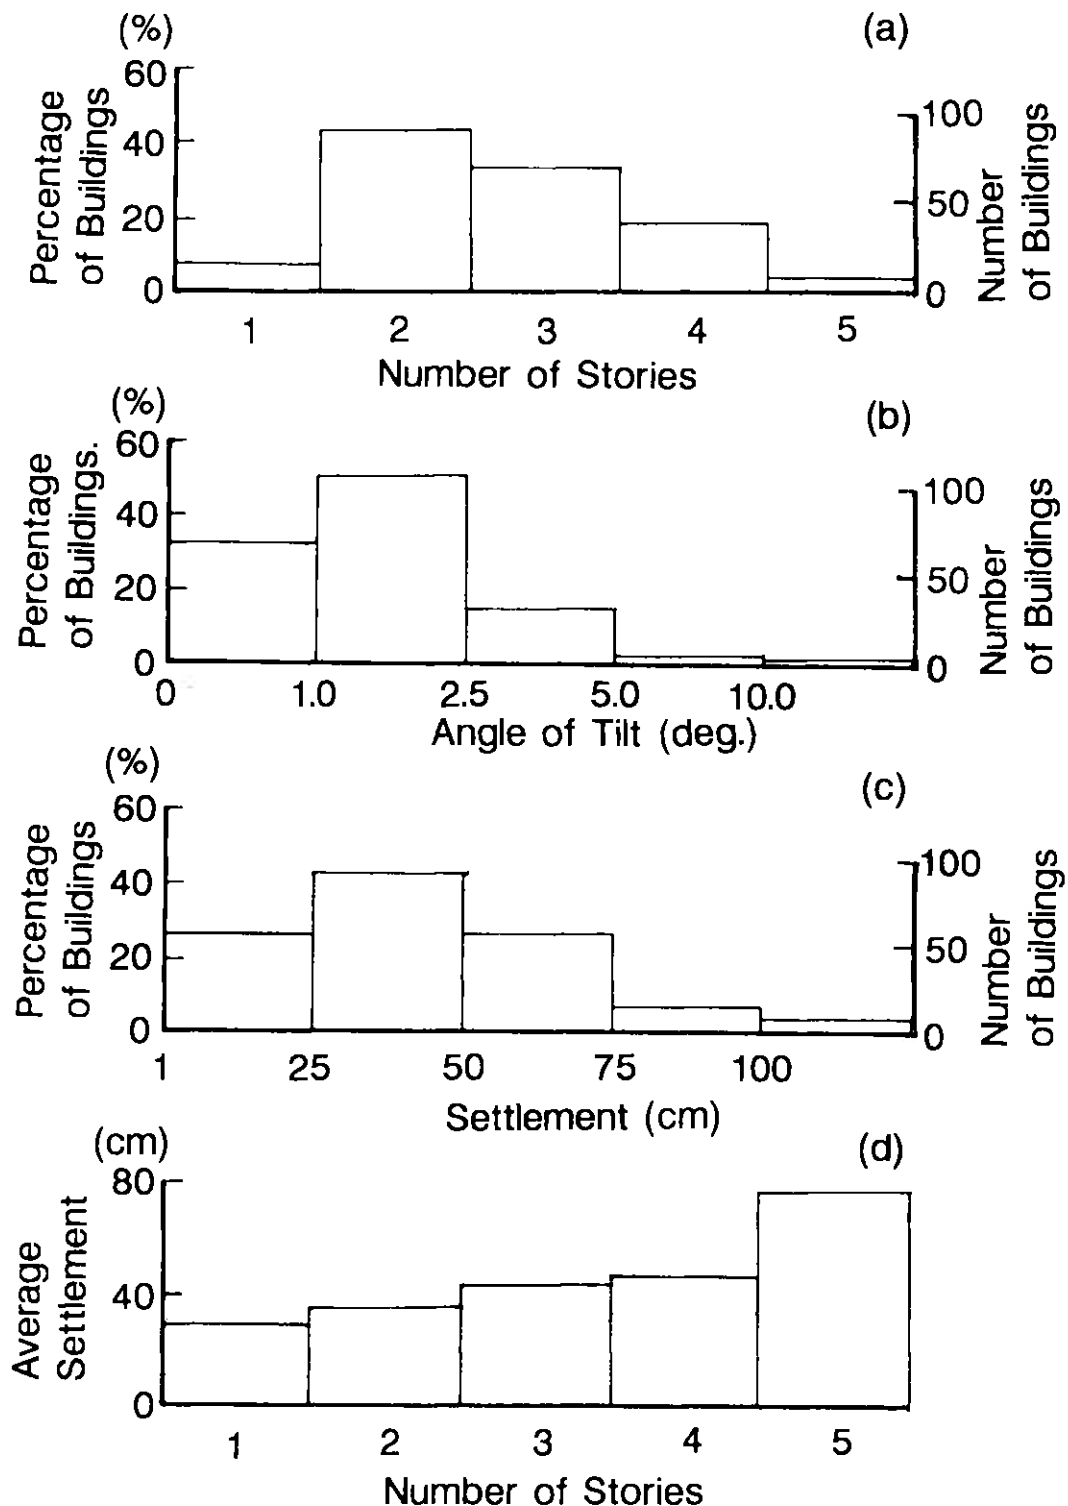 (%)
(a)
60
40
20
0
Percentage
of Buildings
100
50
0
Number
of Buildings
1 2 3 4 5
Number of Stories
(%)
(b)
60
40
20
0
Percentage
of Buildings.
100
50
0
Number
of Buildings
0 1.0 2.5 5.0 10.0
Angle of Tilt (deg.)
(%)
(c)
60
40
20
0
Percentage
of Buildings
100
50
0
Number
of Buildings
1 25 50 75 100
Settlement (cm)
(cm)
(d)
80
40
0
Average
Settlement
1 2 3 4 5
Number of Stories